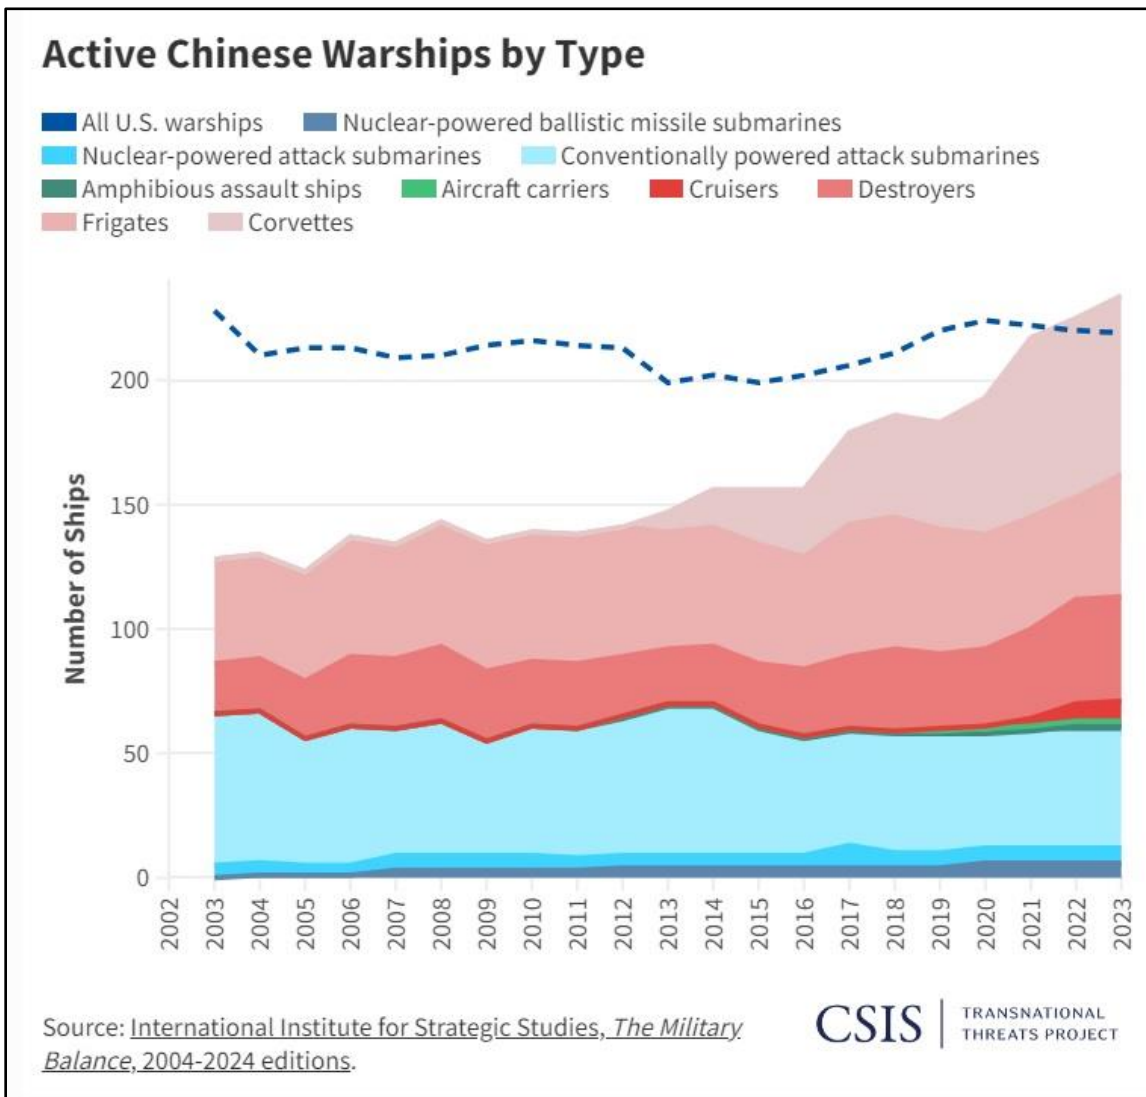 Active Chinese Warships by Type
All U.S. warships Nuclear-powered ballistic missile submarines
Nuclear-powered attack submarines Conventionally powered attack submarines
Amphibious assault ships Aircraft carriers Cruisers Destroyers
Frigates Corvettes
Number of Ships
200
150
100
50
0
2002 2003 2004 2005 2006 2007 2008 2009 2010 2011 2012 2013 2014 2015 2016 2017 2018 2019 2020 2021 2022 2023
Source: International Institute for Strategic Studies, The Military
Balance, 2004-2024 editions.
CSIS
TRANSNATIONAL
THREATS PROJECT